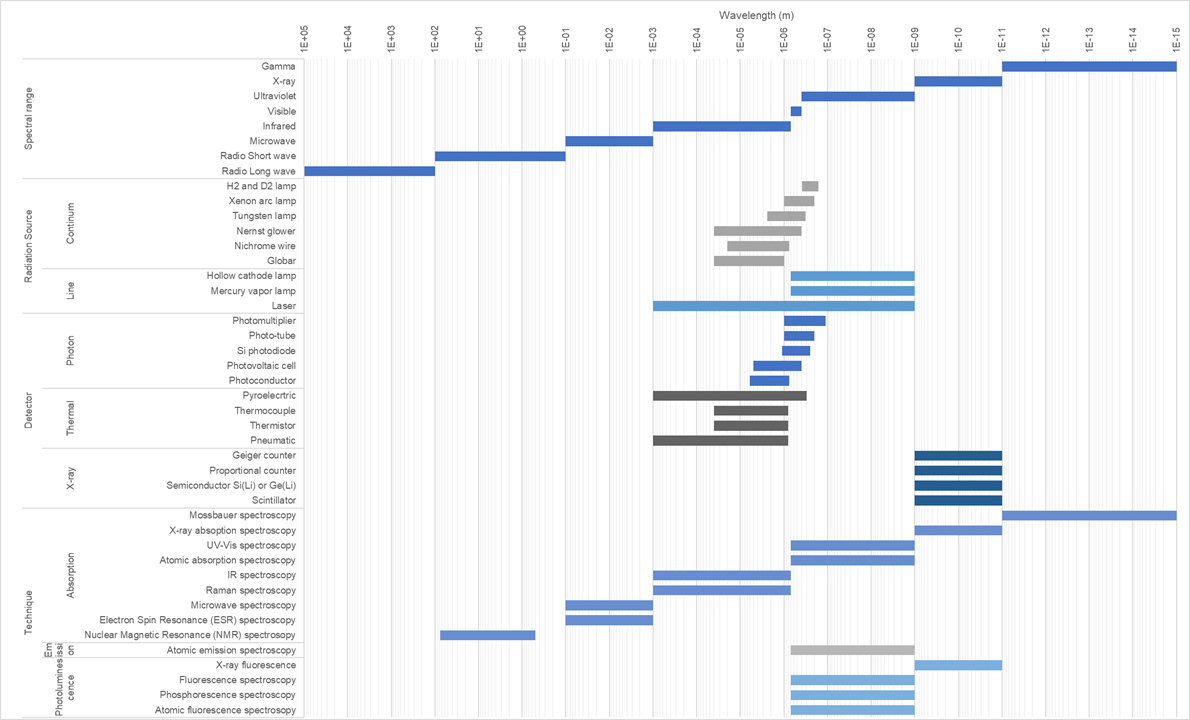 Wavelength (m)
1E+05 1E+04 1E+03 1E+02 1E+01 1E+00 1E-01 1E-02 1E-03 1E-04 1E-05 1E-06 1E-07 1E-08 1E-09 1E-10 1E-11 1E-12 1E-13 1E-14 1E-15
Spectral range
Gamma
X-ray
Ultraviolet
Visible
Infrared
Microwave
Radio Short wave
Radio Long wave
Radiation Source
Continum
H2 and D2 lamp
Xenon arc lamp
Tungsten lamp
Nernst glower
Nichrome wire
Globar
Line
Hollow cathode lamp
Mercury vapor lamp
Laser
Detector
Photon
Photomultiplier
Photo-tube
Si photodiode
Photovoltaic cell
Photoconductor
Thermal
Pyroelecrtric
Thermocouple
Thermistor
Pneumatic
X-ray
Geiger counter
Proportional counter
Semiconductor Si(Li) or Ge(Li)
Scintillator
Technique
Absorption
Mossbauer spectroscopy
X-ray absoption spectroscopy
UV-Vis spectroscopy
Atomic absorption spectroscopy
IR spectroscopy
Raman spectroscopy
Microwave spectroscopy
Electron Spin Resonance (ESR) spectroscopy
Nuclear Magnetic Resonance (NMR) spectrosopy
Em
issi
on
Atomic emission spectroscopy
Photolumines
cence
X-ray fluorescence
Fluorescence spectroscopy
Phosphorescence spectroscopy
Atomic fluorescence spectrosopy